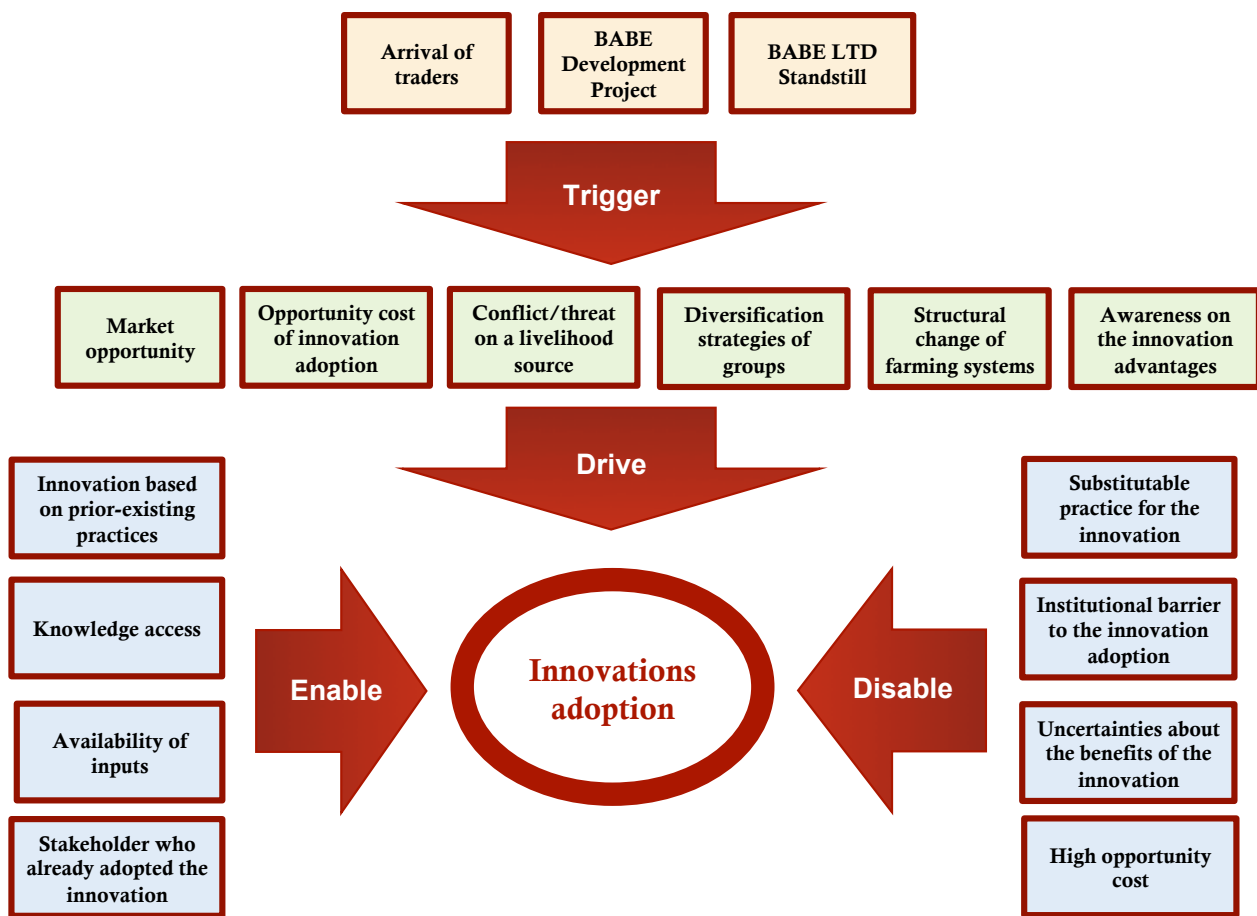 Arrival of
traders
BABE
Development
Project
BABE LTD
Standstill
Trigger
Market
opportunity
Opportunity cost
of innovation
adoption
Conflict/threat
on a livelihood
source
Diversification
strategies of
groups
Structural
change of
farming systems
Awareness on
the innovation
advantages
Drive
Innovation based
on prior-existing
practices
Knowledge access
Availability of
inputs
Stakeholder who
already adopted the
innovation
Enable
Innovations
adoption
Disable
Substitutable
practice for the
innovation
Institutional barrier
to the innovation
adoption
Uncertainties about
the benefits of the
innovation
High opportunity
cost